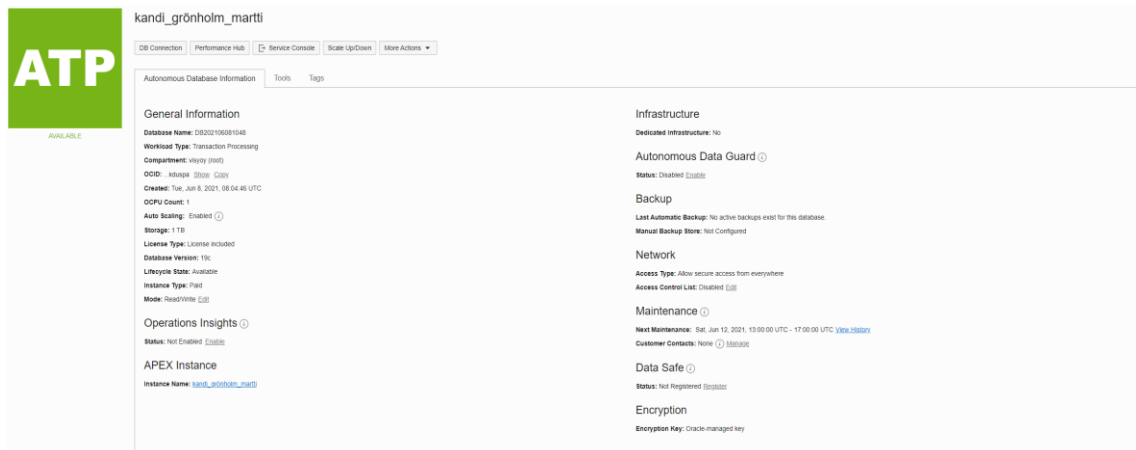 kandi_grönholm_martti
DB Connection Performance Hub Service Console Scale Up/Down More Actions
ATP
AVAILABLE
Autonomous Database Information Tools Tags
General Information
Database Name: DB202106081048
Workload Type: Transaction Processing
Compartment: visyoy (root)
OCID: ...kduspa Show Copy
Created: Tue, Jun 8, 2021, 08:04:46 UTC
OCPU Count: 1
Auto Scaling: Enabled
Storage: 1 TB
License Type: License included
Database Version: 19c
Lifecycle State: Available
Instance Type: Paid
Mode: Read/Write Edit
Operations Insights
Status: Not Enabled Enable
APEX Instance
Instance Name: kandi_grönholm_martti
Infrastructure
Dedicated Infrastructure: No
Autonomous Data Guard
Status: Disabled Enable
Backup
Last Automatic Backup: No active backups exist for this database.
Manual Backup Store: Not Configured
Network
Access Type: Allow secure access from everywhere
Access Control List: Disabled Edit
Maintenance
Next Maintenance: Sat, Jun 12, 2021, 13:00:00 UTC - 17:00:00 UTC View History
Customer Contacts: None Manage
Data Safe
Status: Not Registered Register
Encryption
Encryption Key: Oracle-managed key